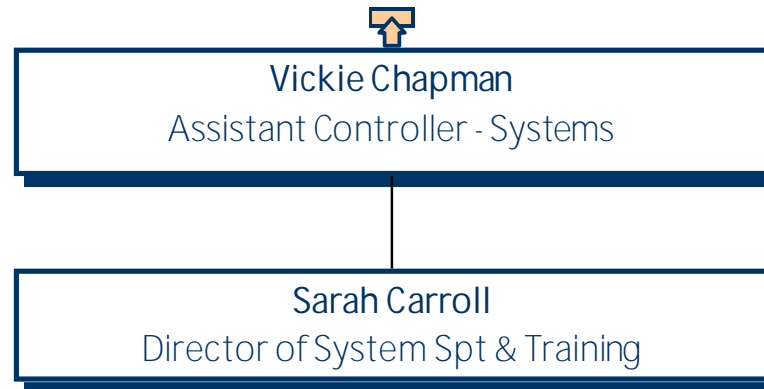 Vickie Chapman
Assistant Controller - Systems
Sarah Carroll
Director of System Spt & Training